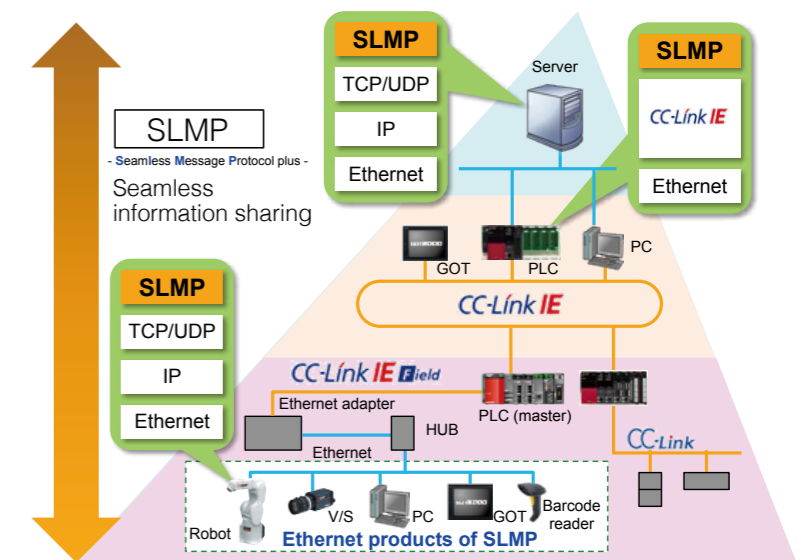 SLMP
TCP/UDP
IP
Ethernet
Server
SLMP
CC-Link IE
Ethernet
SLMP
- Seamless Message Protocol plus -
Seamless
information sharing
GOT
PLC
PC
CC-Link IE
SLMP
TCP/UDP
IP
Ethernet
CC-Link IE Field
Ethernet adapter
PLC (master)
HUB
Ethernet
CC-Link
Robot
V/S
PC
GOT
Barcode
reader
Ethernet products of SLMP